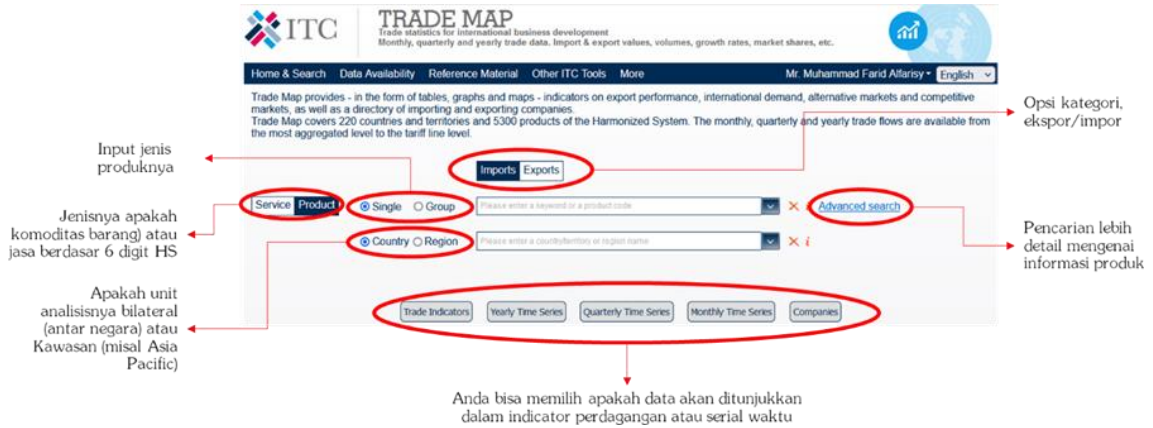 ITC
TRADE MAP
Trade statistics for international business development
Monthly, quarterly and yearly trade data. Import & export values, volumes, growth rates, market shares, etc.
Home & Search Data Availability Reference Material Other ITC Tools More Mr. Muhammad Farid Alfarisy English
Trade Map provides - in the form of tables, graphs and maps - indicators on export performance, international demand, alternative markets and competitive
markets, as well as a directory of importing and exporting companies.
Trade Map covers 220 countries and territories and 5300 products of the Harmonized System. The monthly, quarterly and yearly trade flows are available from
the most aggregated level to the tariff line level.
Opsi kategori,
ekspor/impor
Input jenis
produknya
Imports Exports
Service Product Single Group Please enter a keyword or a product code Advanced search
Jenisnya apakah
komoditas barang) atau
jasa berdasar 6 digit HS
Country Region Please enter a country/territory or region name i
Pencarian lebih
detail mengenai
informasi produk
Apakah unit
analisisnya bilateral
(antar negara) atau
Kawasan (misal Asia
Pacific)
Trade Indicators Yearly Time Series Quarterly Time Series Monthly Time Series Companies
Anda bisa memilih apakah data akan ditunjukkan
dalam indicator perdagangan atau serial waktu